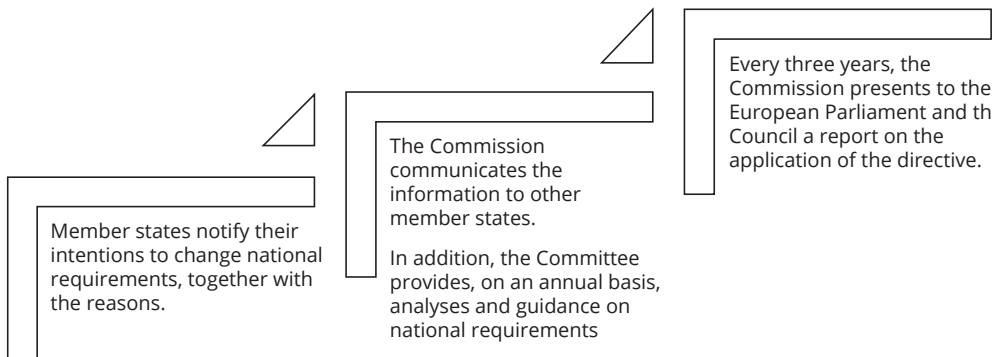 Member states notify their
intentions to change national
requirements, together with
the reasons.
The Commission
communicates the
information to other
member states.
In addition, the Committee
provides, on an annual basis,
analyses and guidance on
national requirements
Every three years, the
Commission presents to the
European Parliament and th
Council a report on the
application of the directive.